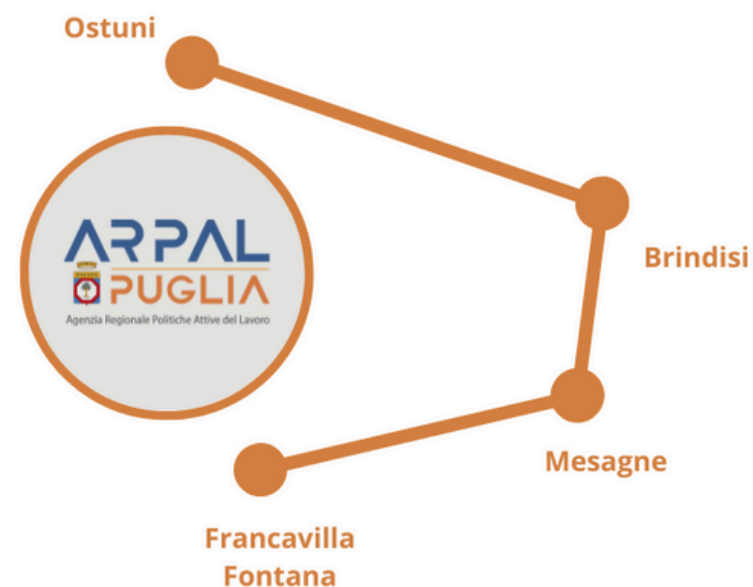 Ostuni
ARPAL
PUGLIA
Agenzia Regionale Politiche Attive del Lavoro
Brindisi
Mesagne
Francavilla
Fontana